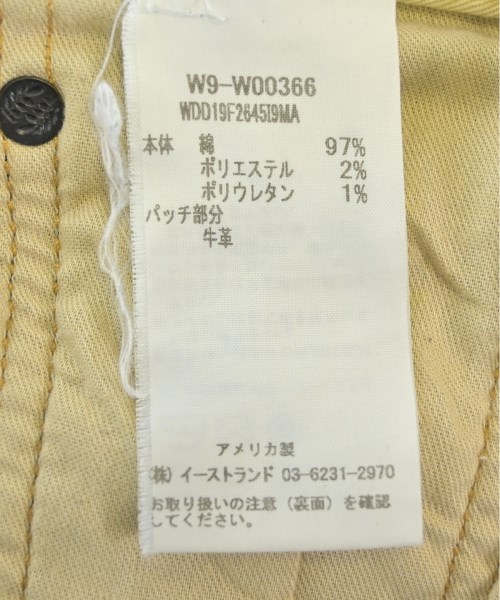 W9-W00366
WDD19F2645I9MA
本体 綿 97%
ポリエステル 2%
ポリウレタン 1%
パッチ部分
牛革
アメリカ製
(株) イーストランド 03-6231-2970
お取り扱いの注意 (裏面) を確認
してください。